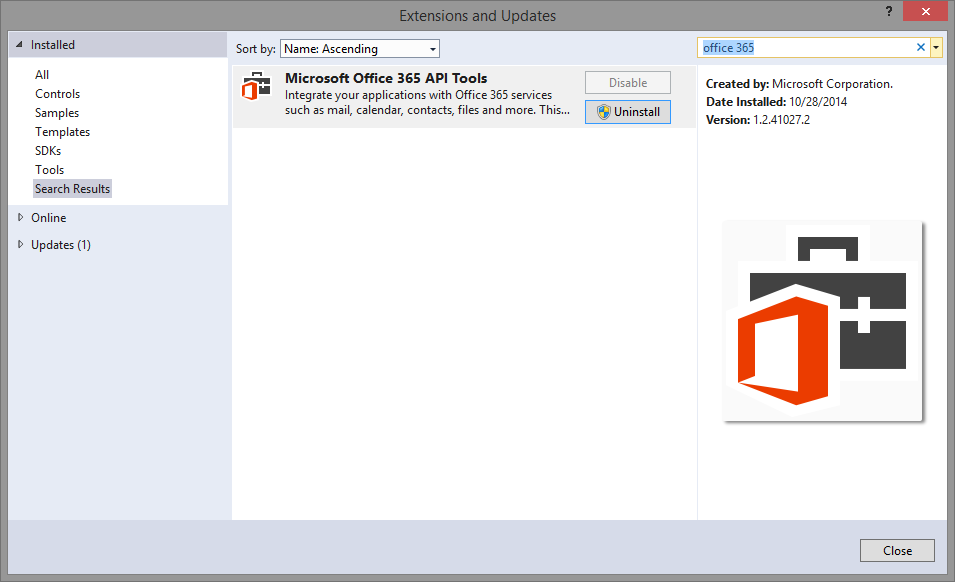 Extensions and Updates
?
Installed
All
Controls
Samples
Templates
SDKs
Tools
Search Results
Online
Updates (1)
Sort by: Name: Ascending
Microsoft Office 365 API Tools
Integrate your applications with Office 365 services
such as mail, calendar, contacts, files and more. This...
Disable
Uninstall
office 365
Created by: Microsoft Corporation.
Date Installed: 10/28/2014
Version: 1.2.41027.2
Close